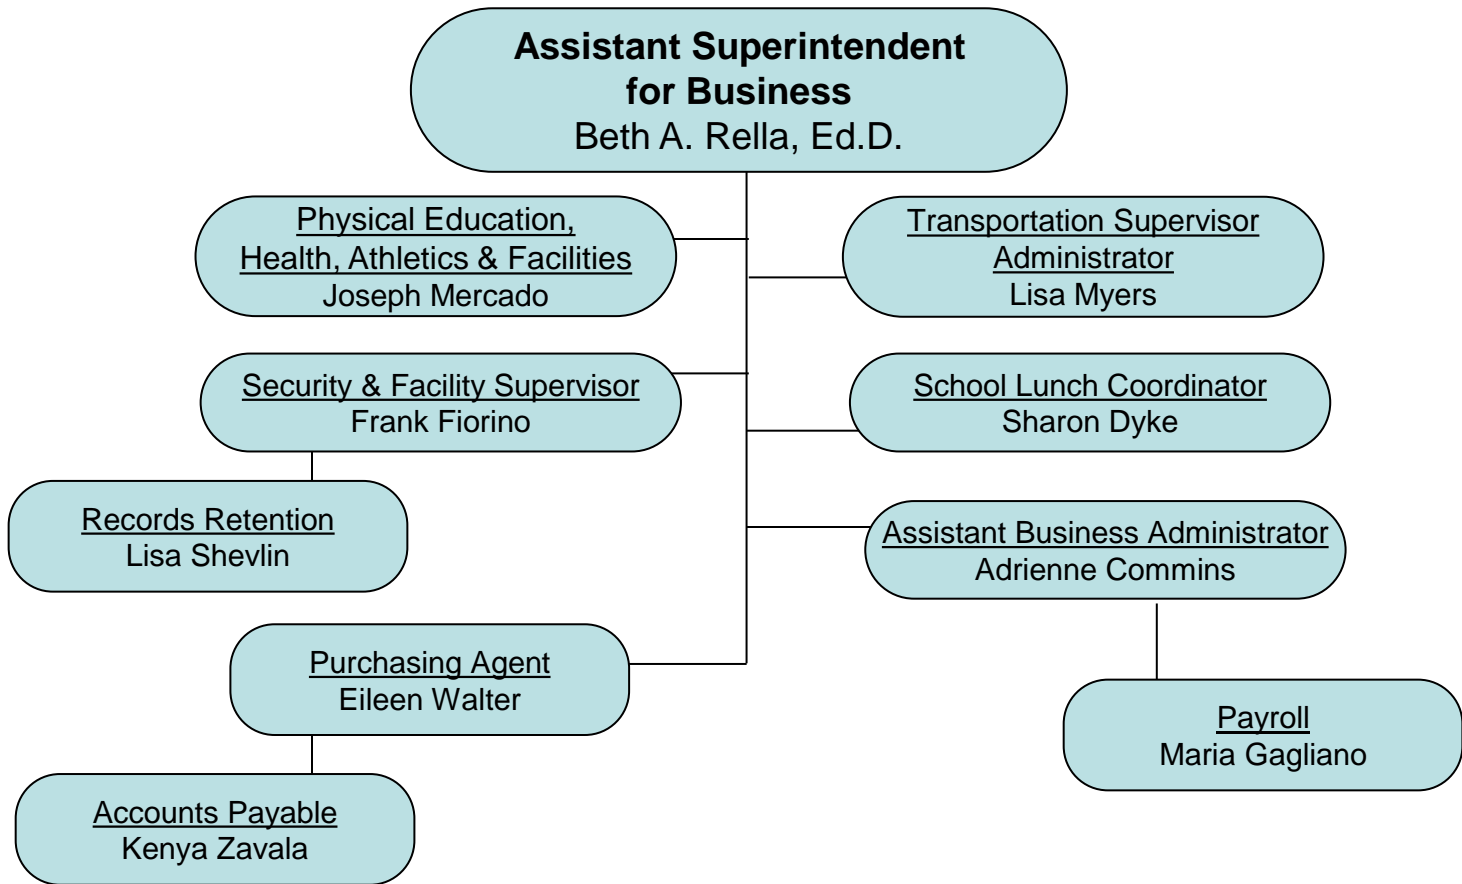 Assistant Superintendent
for Business
Beth A. Rella, Ed.D.
Physical Education,
Health, Athletics & Facilities
Joseph Mercado
Transportation Supervisor
Administrator
Lisa Myers
Security & Facility Supervisor
Frank Fiorino
School Lunch Coordinator
Sharon Dyke
Records Retention
Lisa Shevlin
Assistant Business Administrator
Adrienne Commins
Purchasing Agent
Eileen Walter
Payroll
Maria Gagliano
Accounts Payable
Kenya Zavala